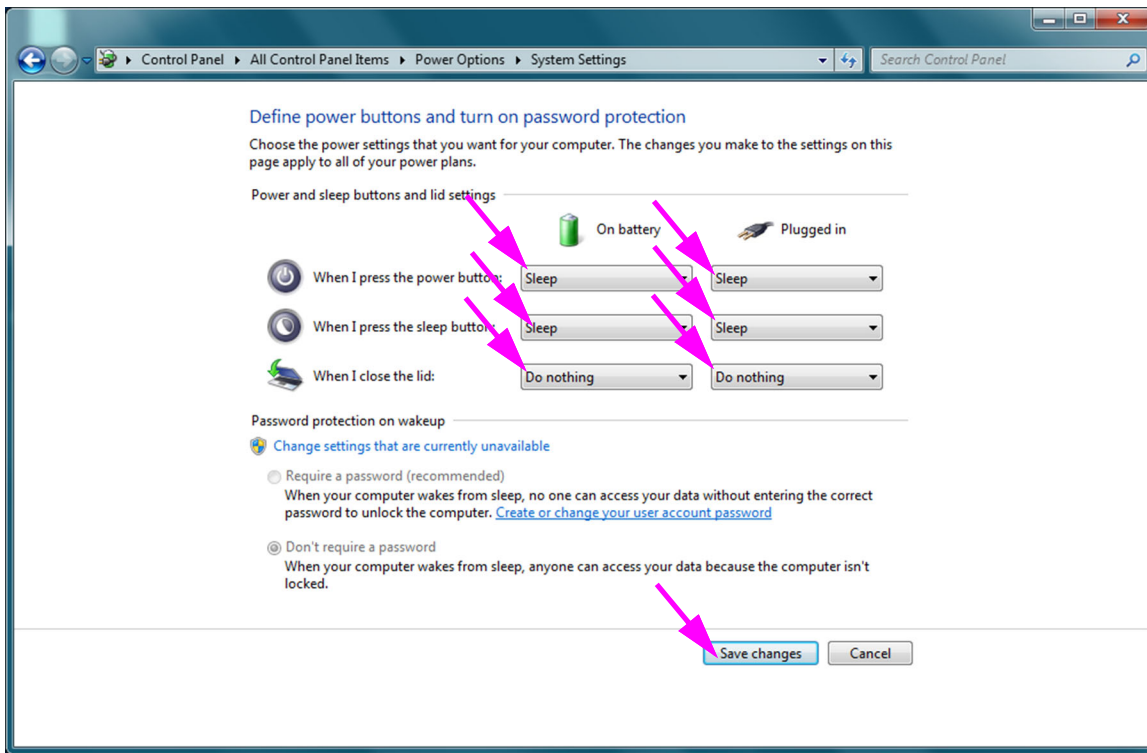 Control Panel ▸ All Control Panel Items ▸ Power Options ▸ System Settings
Search Control Panel
Define power buttons and turn on password protection
Choose the power settings that you want for your computer. The changes you make to the settings on this
page apply to all of your power plans.
Power and sleep buttons and lid settings
On battery
Plugged in
When I press the power button:
Sleep
Sleep
When I press the sleep button:
Sleep
Sleep
When I close the lid:
Do nothing
Do nothing
Password protection on wakeup
Change settings that are currently unavailable
Require a password (recommended)
When your computer wakes from sleep, no one can access your data without entering the correct
password to unlock the computer. Create or change your user account password
Don't require a password
When your computer wakes from sleep, anyone can access your data because the computer isn't
locked.
Save changes
Cancel